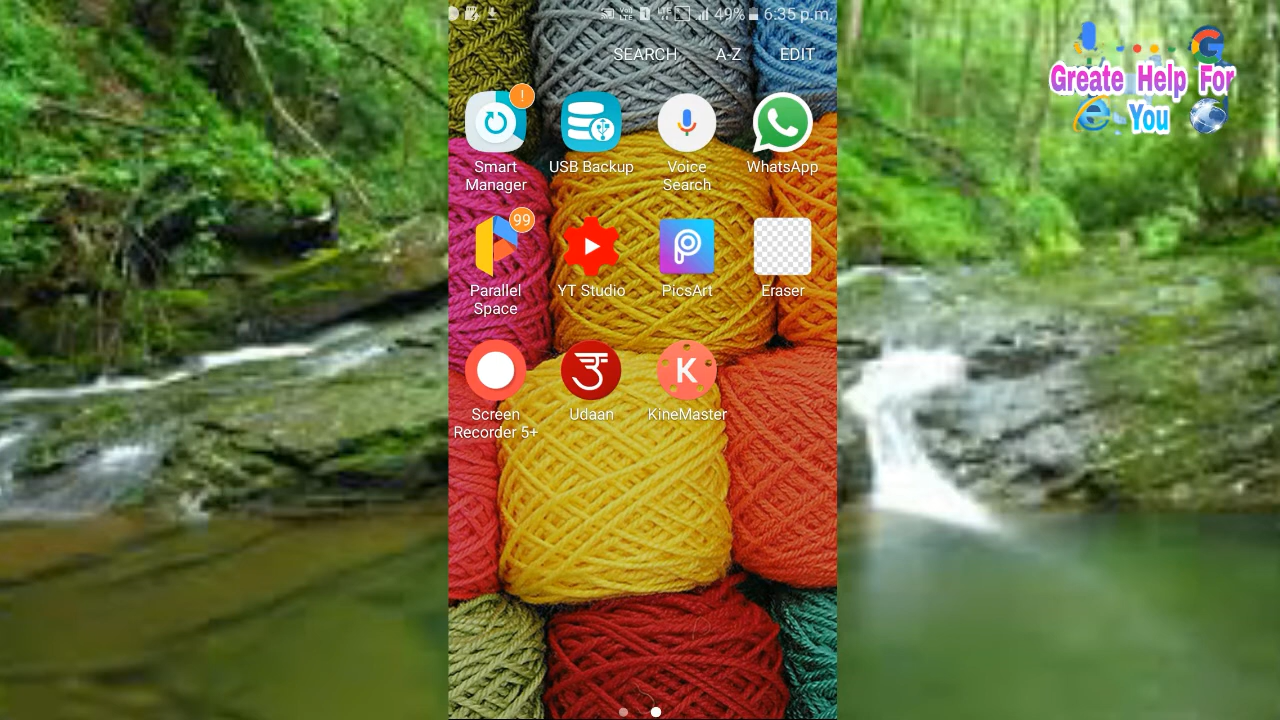 49% 6:35 p.m.
SEARCH A-Z EDIT
!
Smart
Manager
USB Backup
Voice
Search
WhatsApp
99
Parallel
Space
YT Studio
PicsArt
Eraser
Screen
Recorder 5+
उ
Udaan
K
KineMaster
G
Greate Help For
You